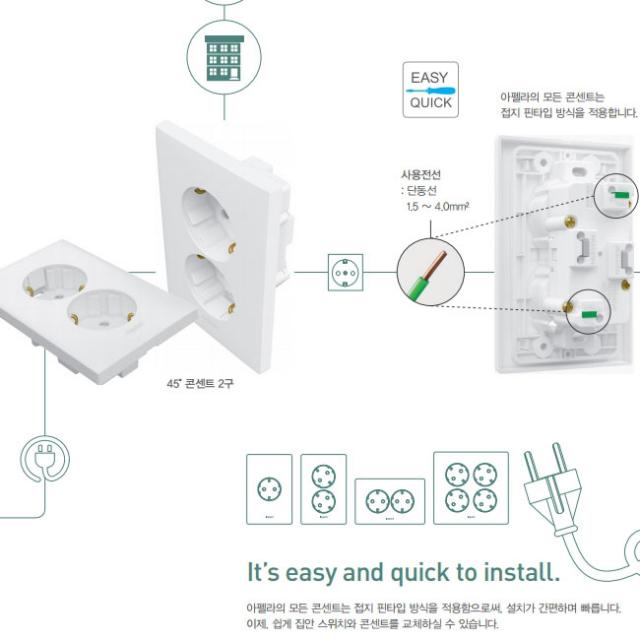 EASY
QUICK
아펠라의 모든 콘센트는
접지 핀타입 방식을 적용합니다.
사용전선
: 단동선
1.5 ~ 4.0mm²
45˚ 콘센트 2구
It's easy and quick to install.
아펠라의 모든 콘센트는 접지 핀타입 방식을 적용함으로써, 설치가 간편하며 빠릅니다.
이제, 쉽게 집안 스위치와 콘센트를 교체하실 수 있습니다.